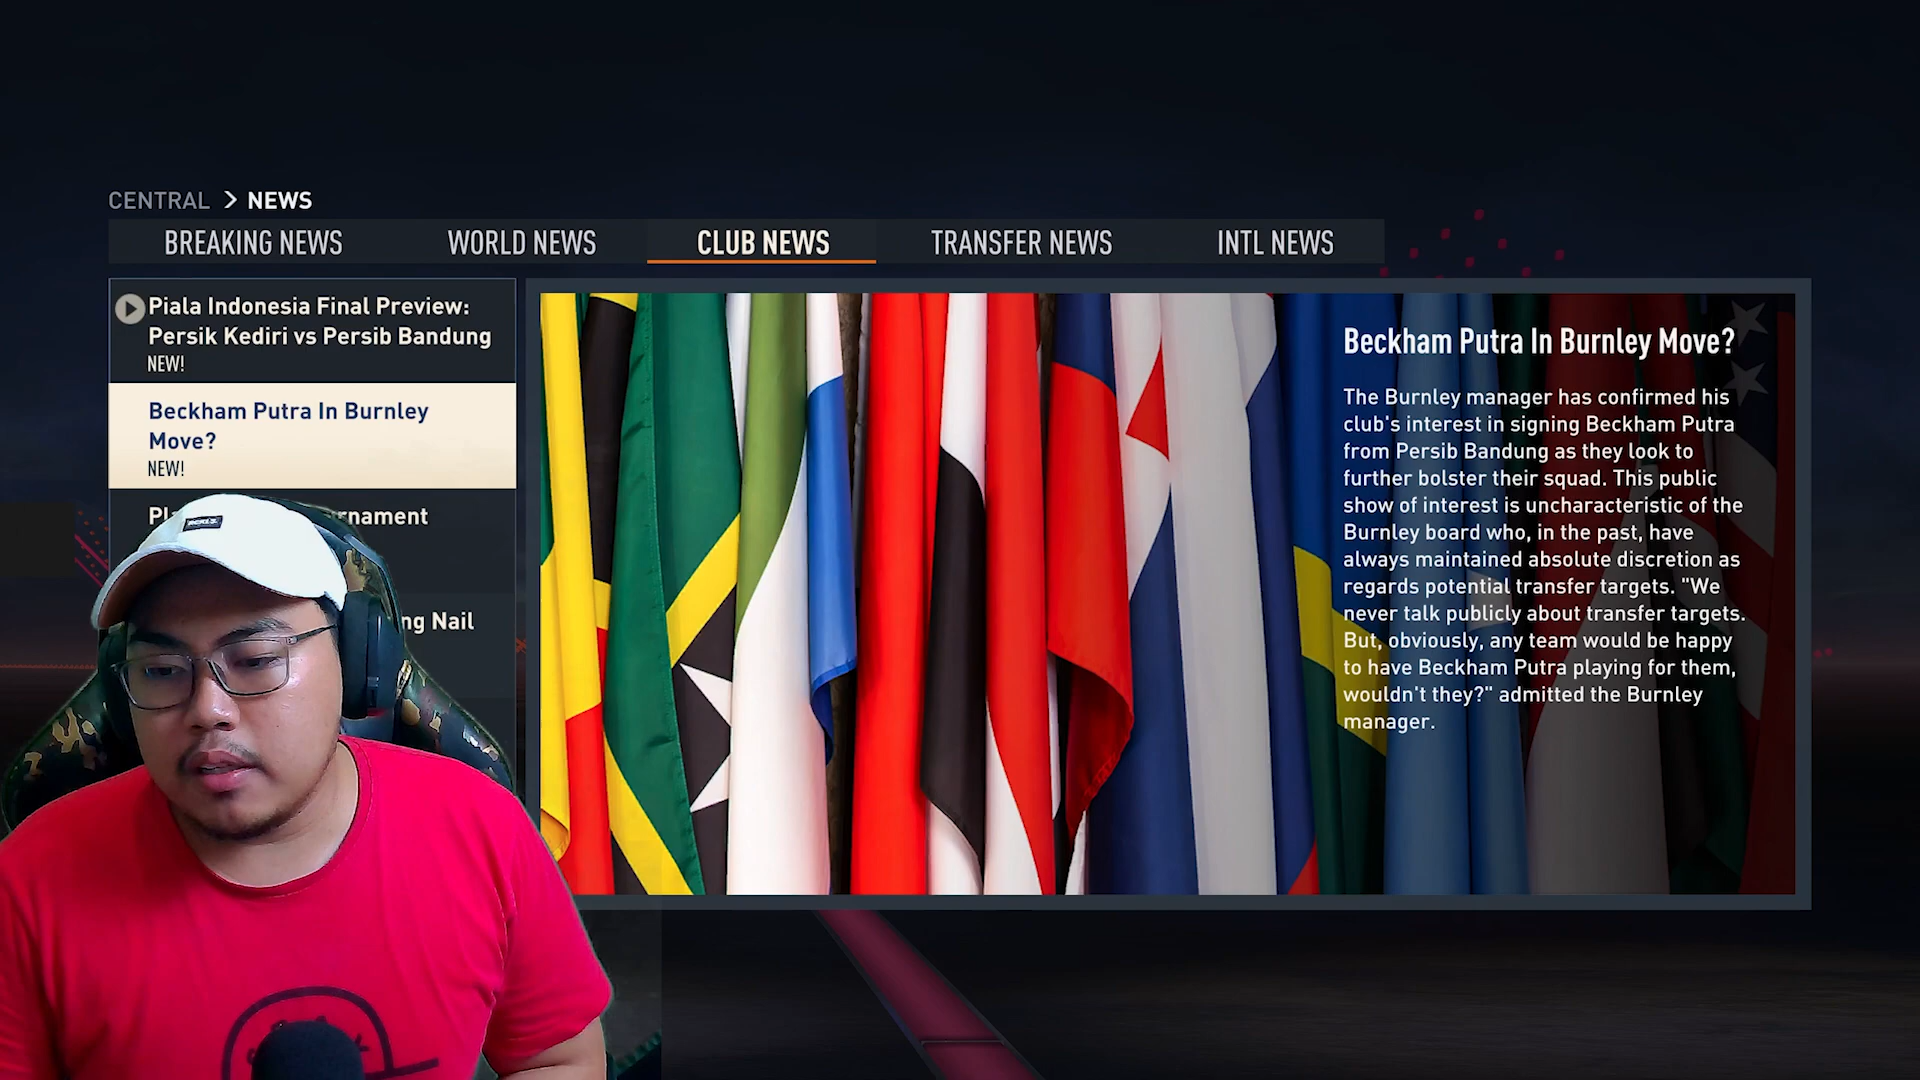 CENTRAL > NEWS
BREAKING NEWS
WORLD NEWS
CLUB NEWS
TRANSFER NEWS
INTL NEWS
Piala Indonesia Final Preview:
Persik Kediri vs Persib Bandung
NEW!
Beckham Putra In Burnley
Move?
NEW!
Beckham Putra In Burnley Move?
The Burnley manager has confirmed his
club's interest in signing Beckham Putra
from Persib Bandung as they look to
further bolster their squad. This public
show of interest is uncharacteristic of the
Burnley board who, in the past, have
always maintained absolute discretion as
regards potential transfer targets. "We
never talk publicly about transfer targets.
But, obviously, any team would be happy
to have Beckham Putra playing for them,
wouldn't they?" admitted the Burnley
manager.
Nail